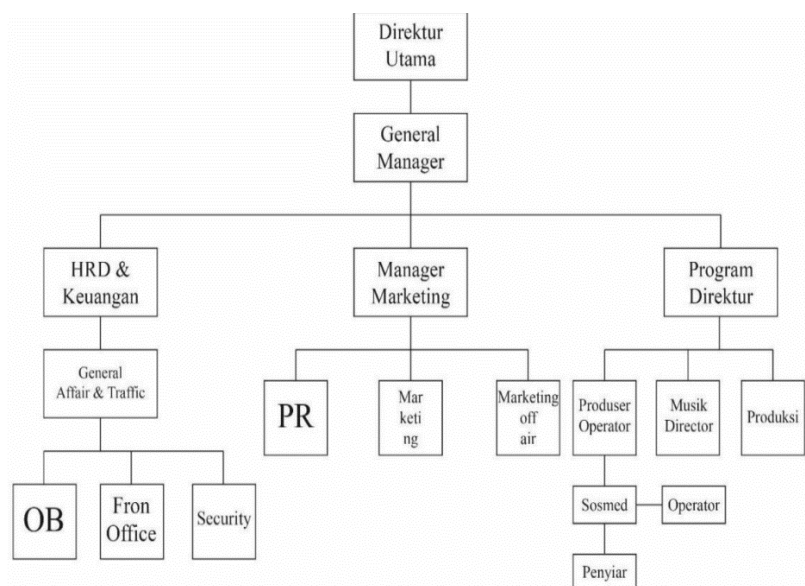 Direktur
Utama
General
Manager
HRD &
Keuangan
Manager
Marketing
Program
Direktur
General
Affair & Traffic
PR
Mar
keti
ng
Marketing
off
air
Produser
Operator
Musik
Director
Produksi
OB
Fron
Office
Security
Sosmed
Operator
Penyiar